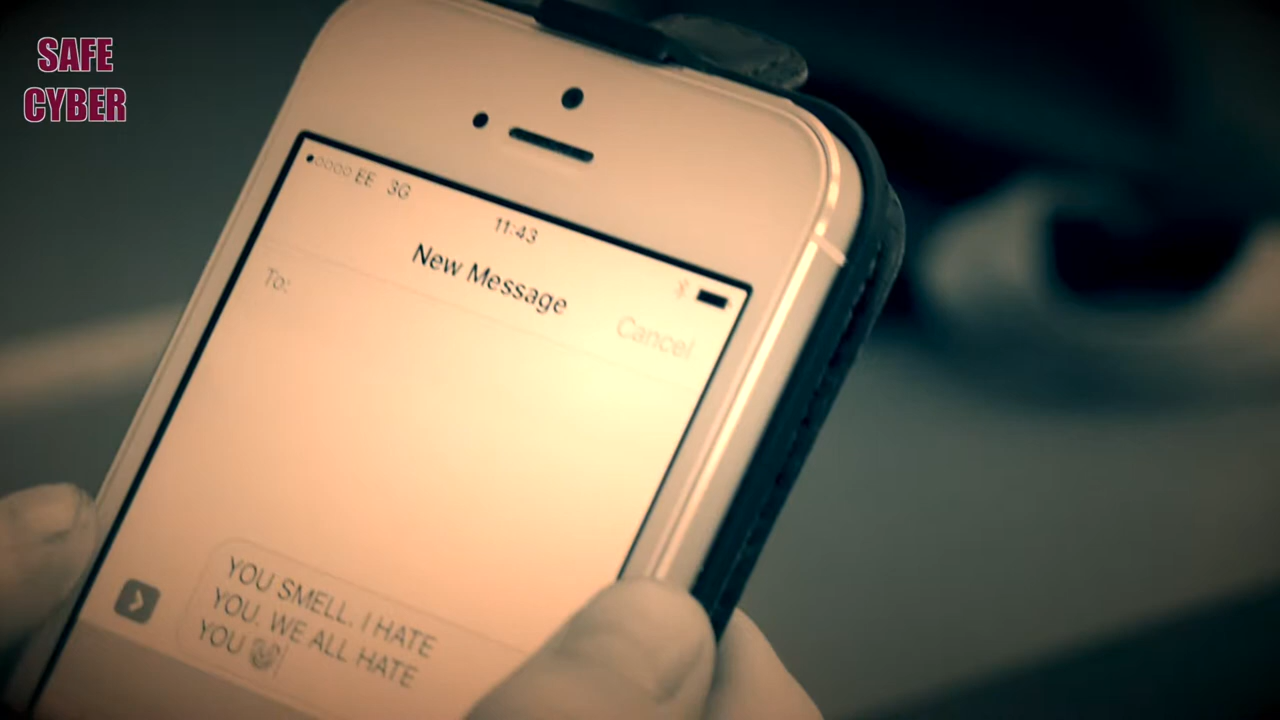 SAFE
CYBER
EE 3G
11:43
New Message
To:
Cancel
YOU SMELL. I HATE
YOU. WE ALL HATE
YOU